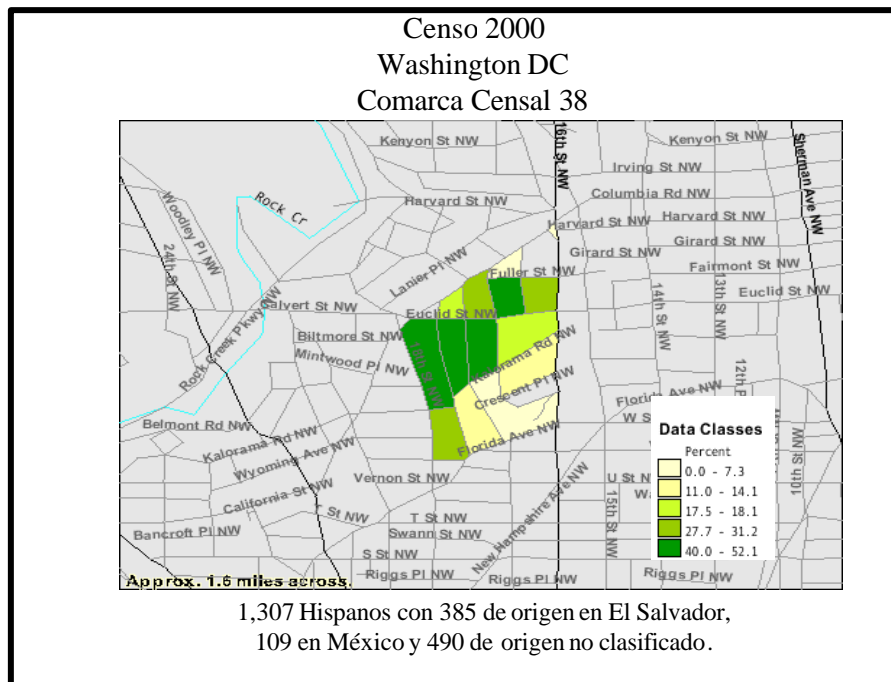 Censo 2000
Washington DC
Comarca Censal 38
Kenyon St NW
16th St NW
Kenyon St NW
Sherman Ave NW
Irving St NW
Woodley Pl NW
Rock Cr
Harvard St NW
Columbia Rd NW
Harvard St NW
Harvard St NW
24th St NW
Lanier Pl NW
Girard St NW
Girard St NW
Fuller St NW
Fairmont St NW
Rock Creek Pkwy NW
Calvert St NW
Euclid St NW
Euclid St NW
14th St NW
13th St NW
Biltmore St NW
Mintwood Pl NW
18th St NW
Kalorama Rd NW
Crescent Pl NW
12th P
Florida Ave NW
Belmont Rd NW
W S
Kalorama Rd NW
Florida Ave NW
Wyoming Ave NW
10th St NW
Vernon St NW
U St NW
California St NW
New Hampshire Ave NW
15th St NW
T St NW
T St NW
Bancroft Pl NW
Swann St NW
S St NW
Riggs Pl NW
Riggs Pl NW
Riggs Pl NW
Data Classes
Percent
0.0 - 7.3
11.0 - 14.1
17.5 - 18.1
27.7 - 31.2
40.0 - 52.1
Approx. 1.6 miles across.
1,307 Hispanos con 385 de origen en El Salvador,
109 en México y 490 de origen no clasificado.